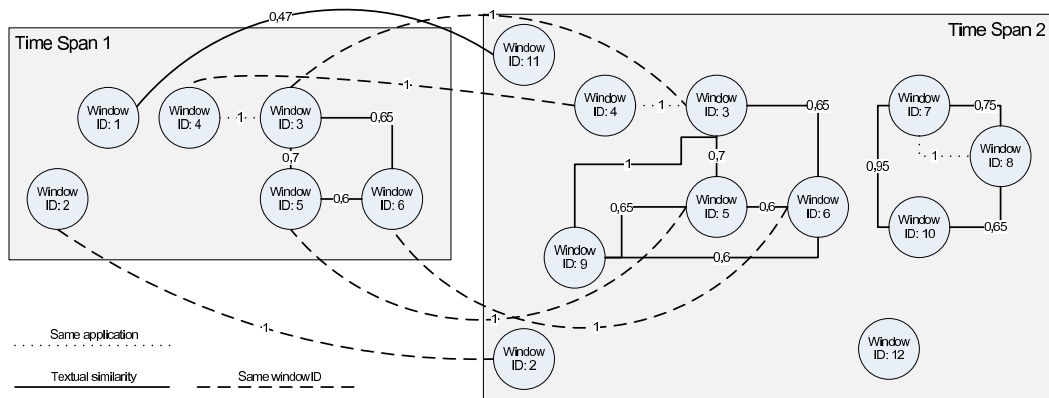 0,47
1
Time Span 1
Time Span 2
Window
ID: 11
1
Window
ID: 1
Window
ID: 4
1
Window
ID: 3
0,65
Window
ID: 4
1
Window
ID: 3
0,65
Window
ID: 7
0,75
0,7
1
0,7
0,95
1
Window
ID: 8
Window
ID: 2
Window
ID: 5
0,6
Window
ID: 6
0,65
Window
ID: 5
0,6
Window
ID: 6
Window
ID: 10
0,65
Window
ID: 9
0,6
1
1
1
Same application
Window
ID: 2
Window
ID: 12
Textual similarity
Same windowID